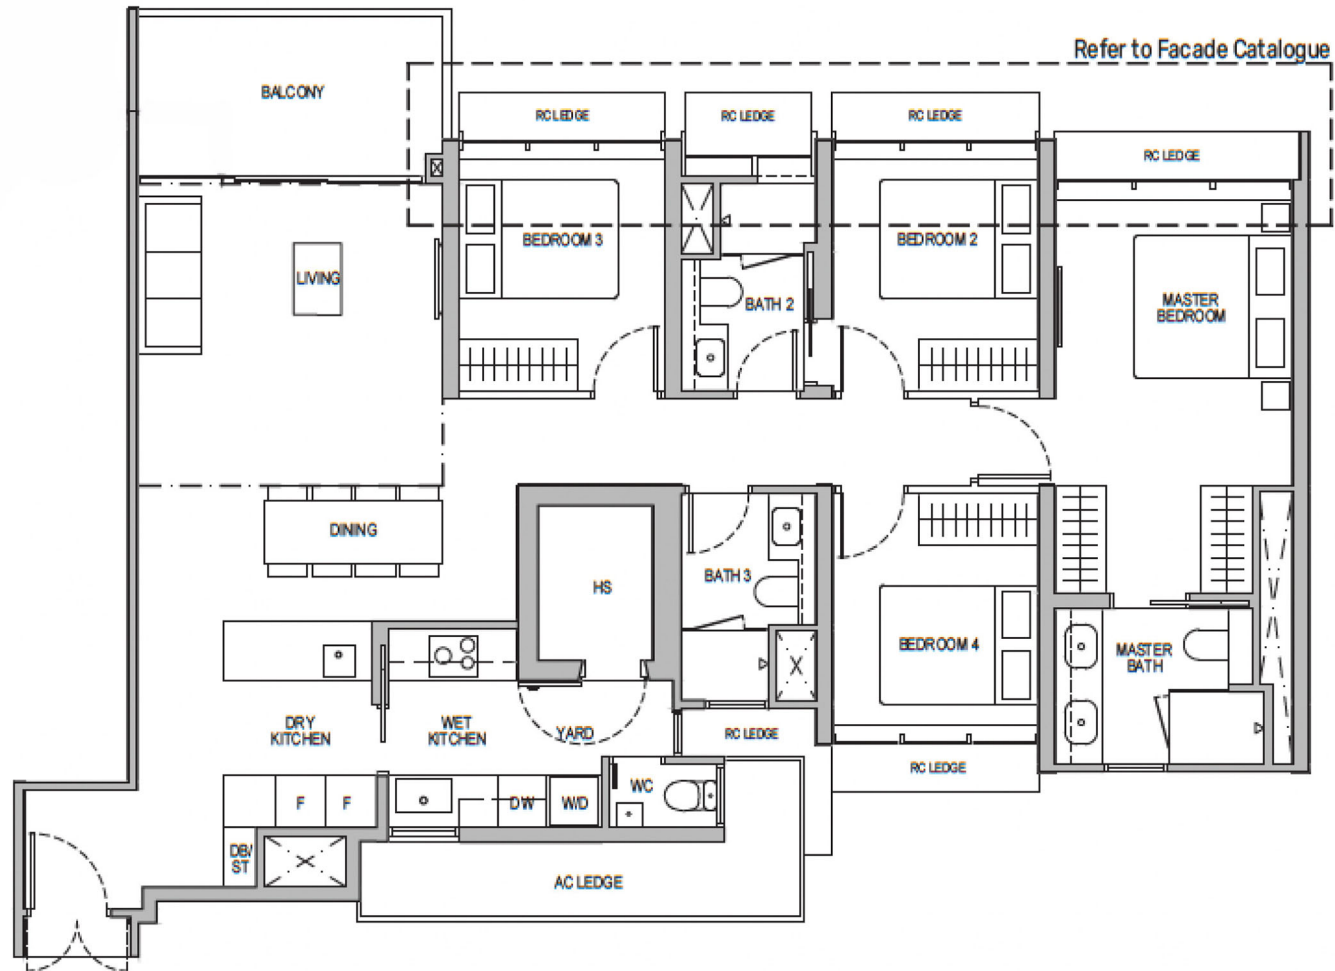 Refer to Facade Catalogue
BALCONY
RC LEDGE
RC LEDGE
RC LEDGE
RC LEDGE
BEDROOM 3
BEDROOM 2
LIVING
BATH 2
MASTER
BEDROOM
DINING
HS
BATH 3
BEDROOM 4
MASTER
BATH
DRY
KITCHEN
WET
KITCHEN
YARD
RC LEDGE
RC LEDGE
WC
F
F
DW
W/D
DB/
ST
AC LEDGE